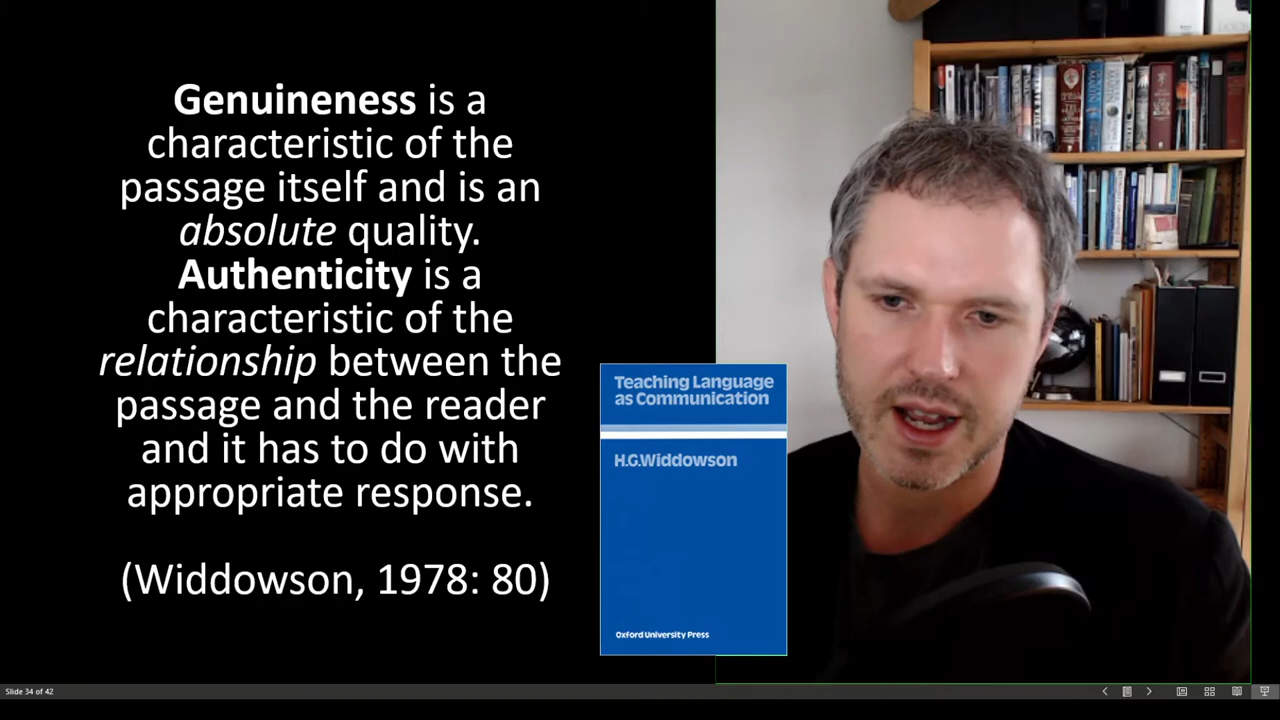 Genuineness is a
characteristic of the
passage itself and is an
absolute quality.
Authenticity is a
characteristic of the
relationship between the
passage and the reader
and it has to do with
appropriate response.
(Widdowson, 1978: 80)
Teaching Language
as Communication
H.G.Widdowson
Oxford University Press
Slide 34 of 42